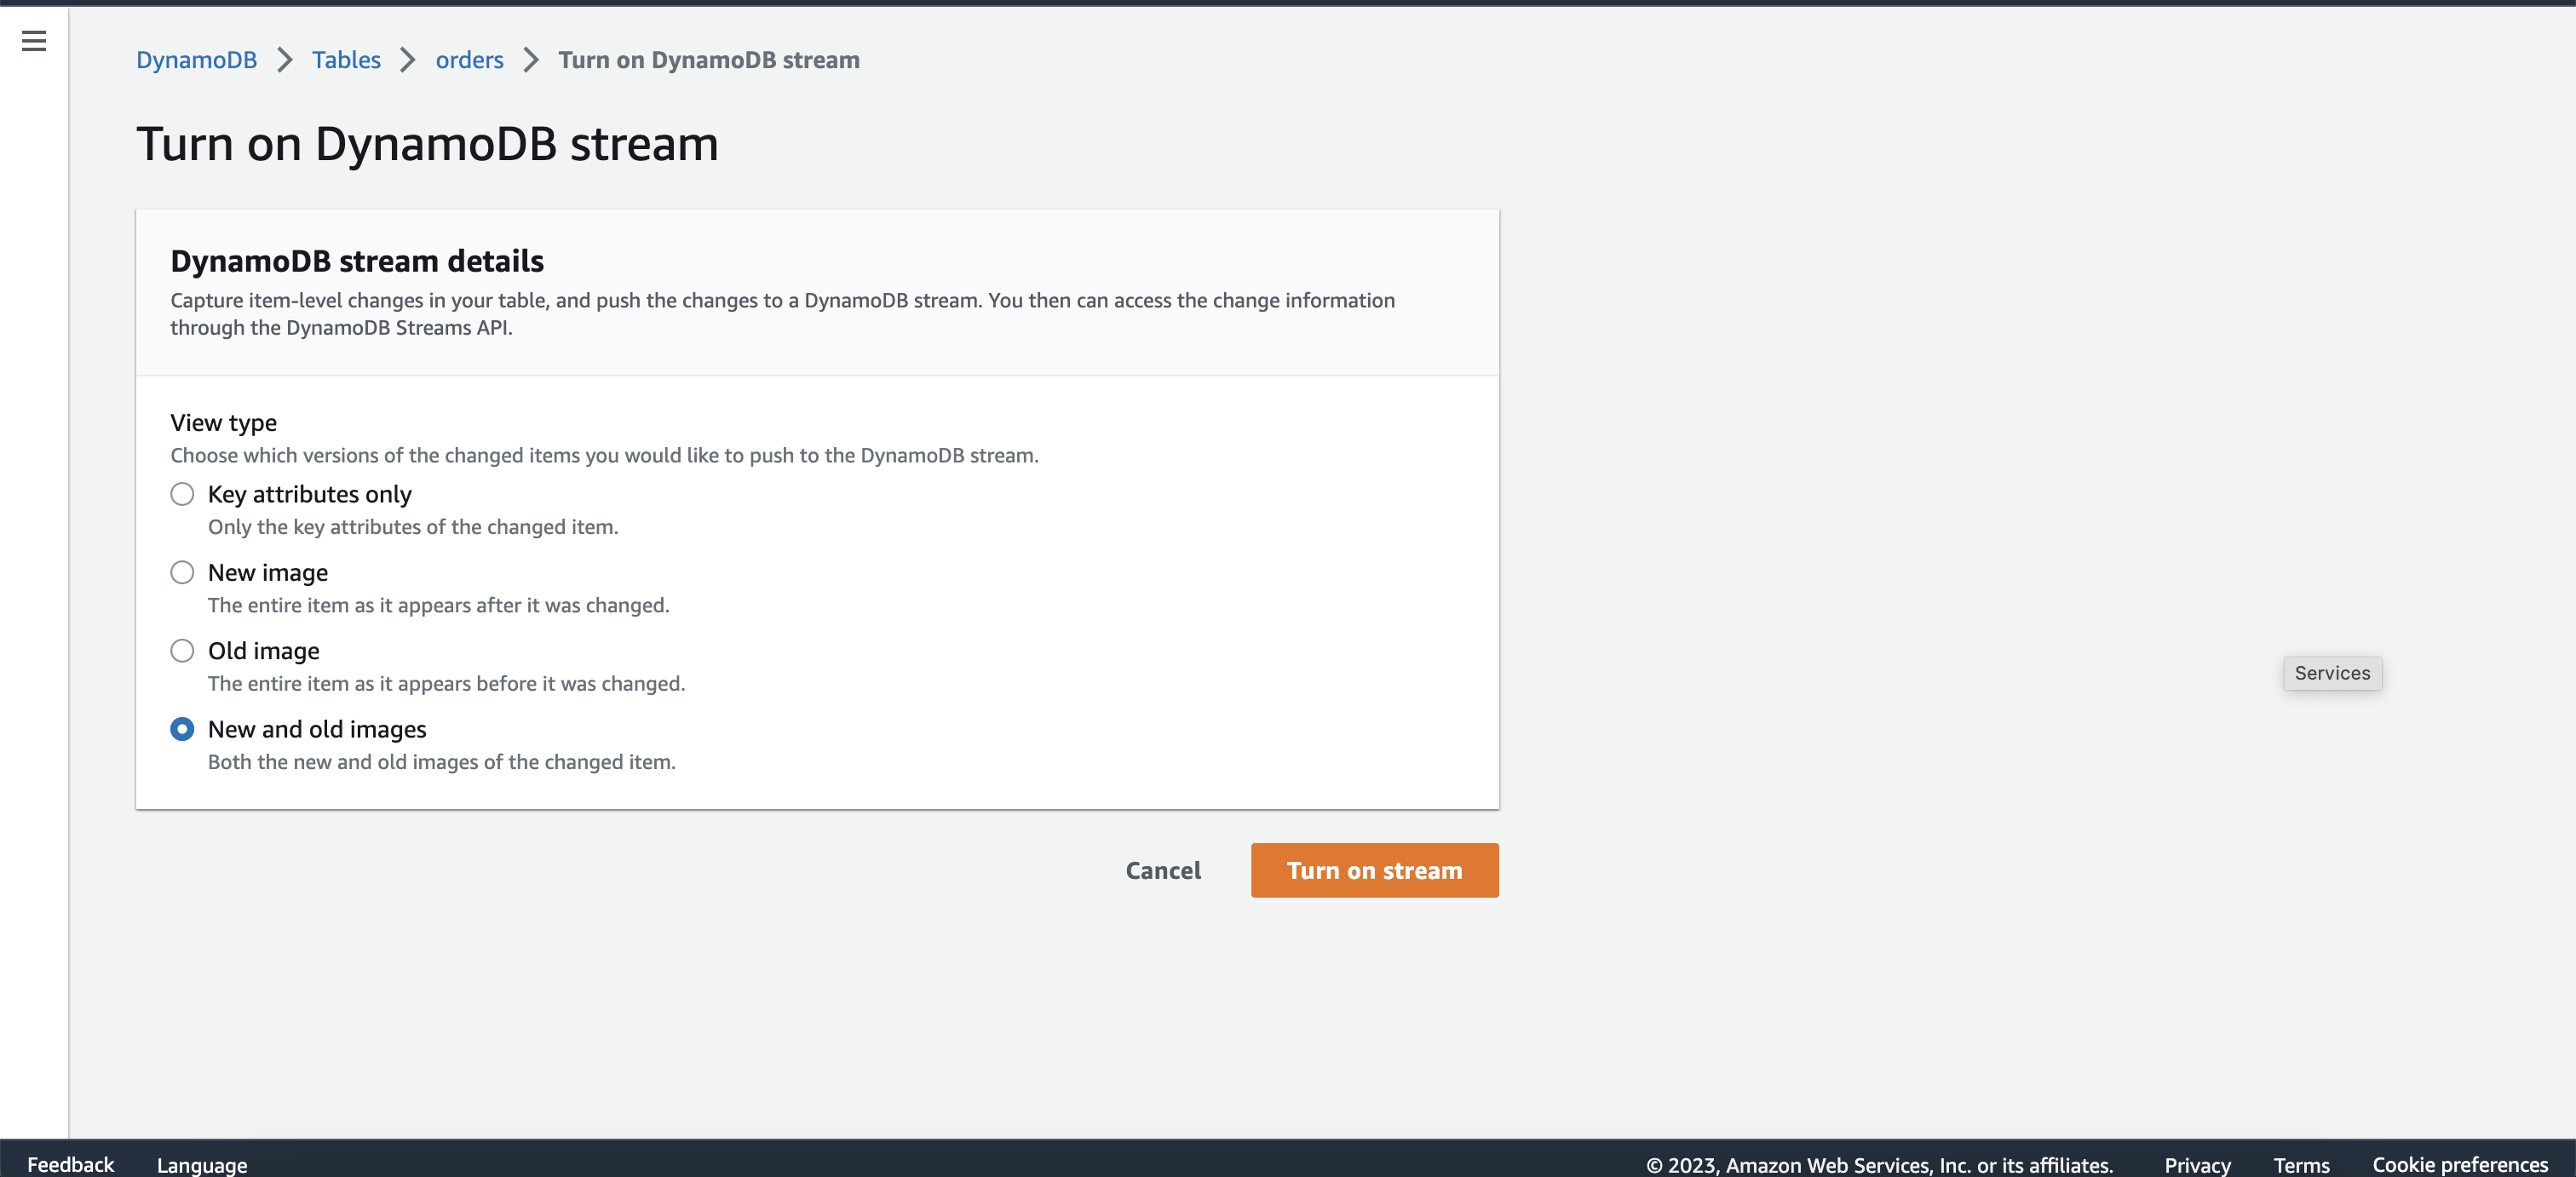 DynamoDB Tables orders Turn on DynamoDB stream
Turn on DynamoDB stream
DynamoDB stream details
Capture item-level changes in your table, and push the changes to a DynamoDB stream. You then can access the change information
through the DynamoDB Streams API.
View type
Choose which versions of the changed items you would like to push to the DynamoDB stream.
Key attributes only
Only the key attributes of the changed item.
New image
The entire item as it appears after it was changed.
Old image
The entire item as it appears before it was changed.
Services
New and old images
Both the new and old images of the changed item.
Cancel Turn on stream
Feedback Language © 2023, Amazon Web Services, Inc. or its affiliates. Privacy Terms Cookie preferences